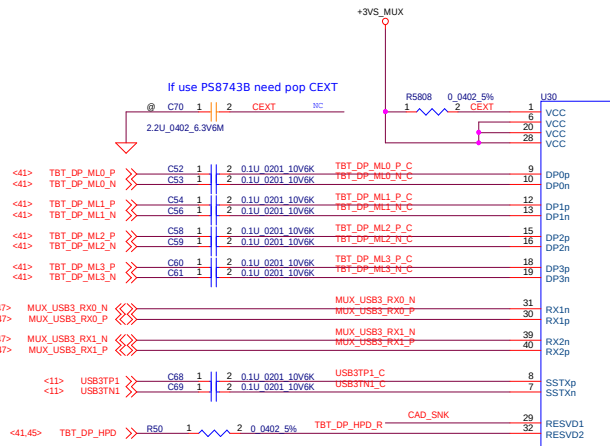 +3VS_MUX
If use PS8743B need pop CEXT
@ C70 1 2 CEXT NC
2.2U_0402_6.3V6M
R5808 0_0402_5%
1 2 CEXT
U30
1 VCC
6 VCC
20 VCC
28 VCC
<41> TBT_DP_ML0_P C52 1 2 0.1U_0201_10V6K TBT_DP_ML0_P_C 9 DP0p
<41> TBT_DP_ML0_N C53 1 2 0.1U_0201_10V6K TBT_DP_ML0_N_C 10 DP0n
<41> TBT_DP_ML1_P C54 1 2 0.1U_0201_10V6K TBT_DP_ML1_P_C 12 DP1p
<41> TBT_DP_ML1_N C56 1 2 0.1U_0201_10V6K TBT_DP_ML1_N_C 13 DP1n
<41> TBT_DP_ML2_P C58 1 2 0.1U_0201_10V6K TBT_DP_ML2_P_C 15 DP2p
<41> TBT_DP_ML2_N C59 1 2 0.1U_0201_10V6K TBT_DP_ML2_N_C 16 DP2n
<41> TBT_DP_ML3_P C60 1 2 0.1U_0201_10V6K TBT_DP_ML3_P_C 18 DP3p
<41> TBT_DP_ML3_N C61 1 2 0.1U_0201_10V6K TBT_DP_ML3_N_C 19 DP3n
7> MUX_USB3_RX0_N MUX_USB3_RX0_N 31 RX1n
7> MUX_USB3_RX0_P MUX_USB3_RX0_P 30 RX1p
7> MUX_USB3_RX1_N MUX_USB3_RX1_N 39 RX2n
7> MUX_USB3_RX1_P MUX_USB3_RX1_P 40 RX2p
<11> USB3TP1 C68 1 2 0.1U_0201_10V6K USB3TP1_C 8 SSTXp
<11> USB3TN1 C69 1 2 0.1U_0201_10V6K USB3TN1_C 7 SSTXn
CAD_SNK 29 RESVD1
<41,45> TBT_DP_HPD R50 1 2 0_0402_5% TBT_DP_HPD_R 32 RESVD2